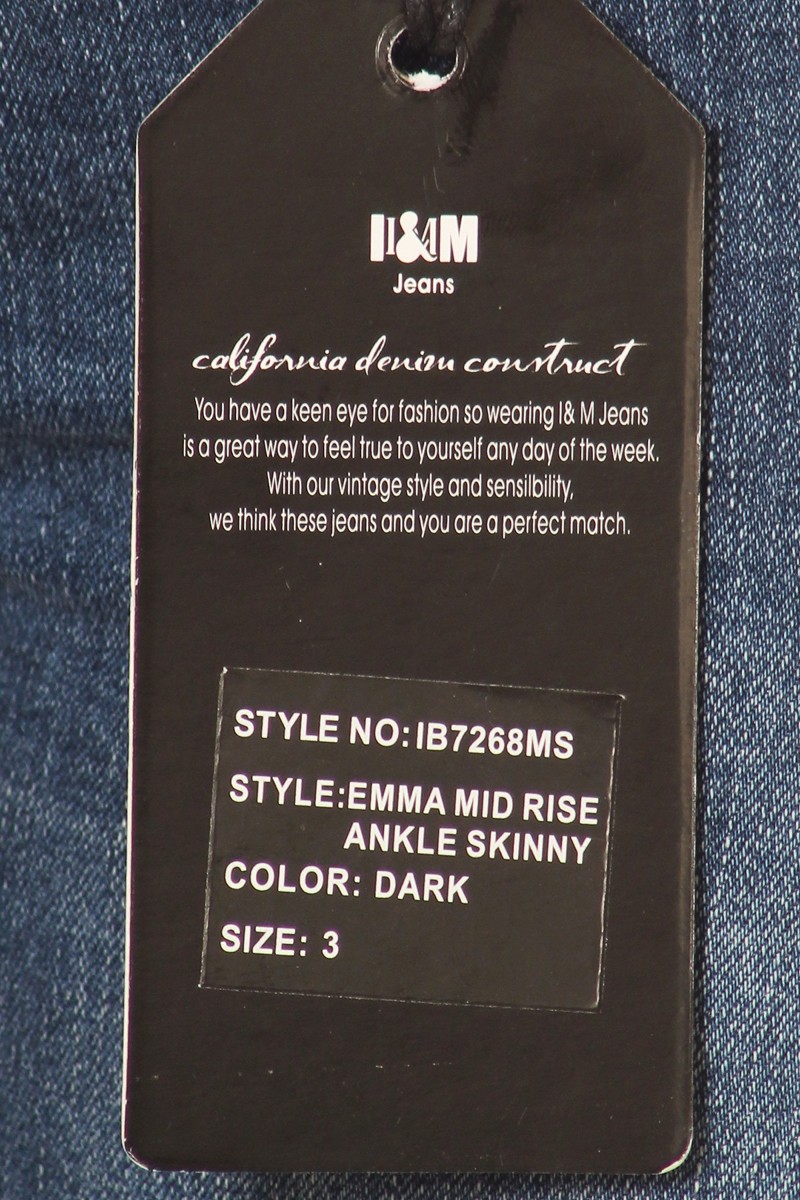 I&M
Jeans
california denim construct
You have a keen eye for fashion so wearing I& M Jeans
is a great way to feel true to yourself any day of the week.
With our vintage style and sensilbility,
we think these jeans and you are a perfect match.
STYLE NO: IB7268MS
STYLE:EMMA MID RISE
ANKLE SKINNY
COLOR: DARK
SIZE: 3